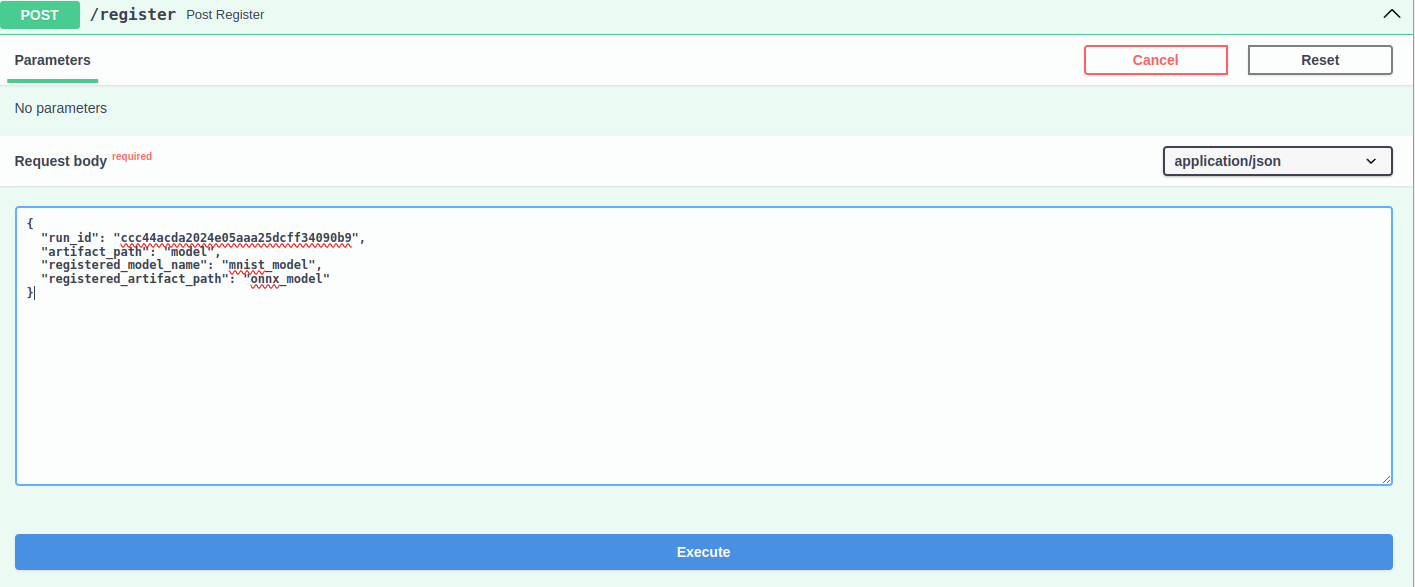 POST /register Post Register
Parameters Cancel Reset
No parameters
Request body required application/json
{
  "run_id": "ccc44acda2024e05aaa25dcff34090b9",
  "artifact_path": "model",
  "registered_model_name": "mnist_model",
  "registered_artifact_path": "onnx_model"
}
Execute